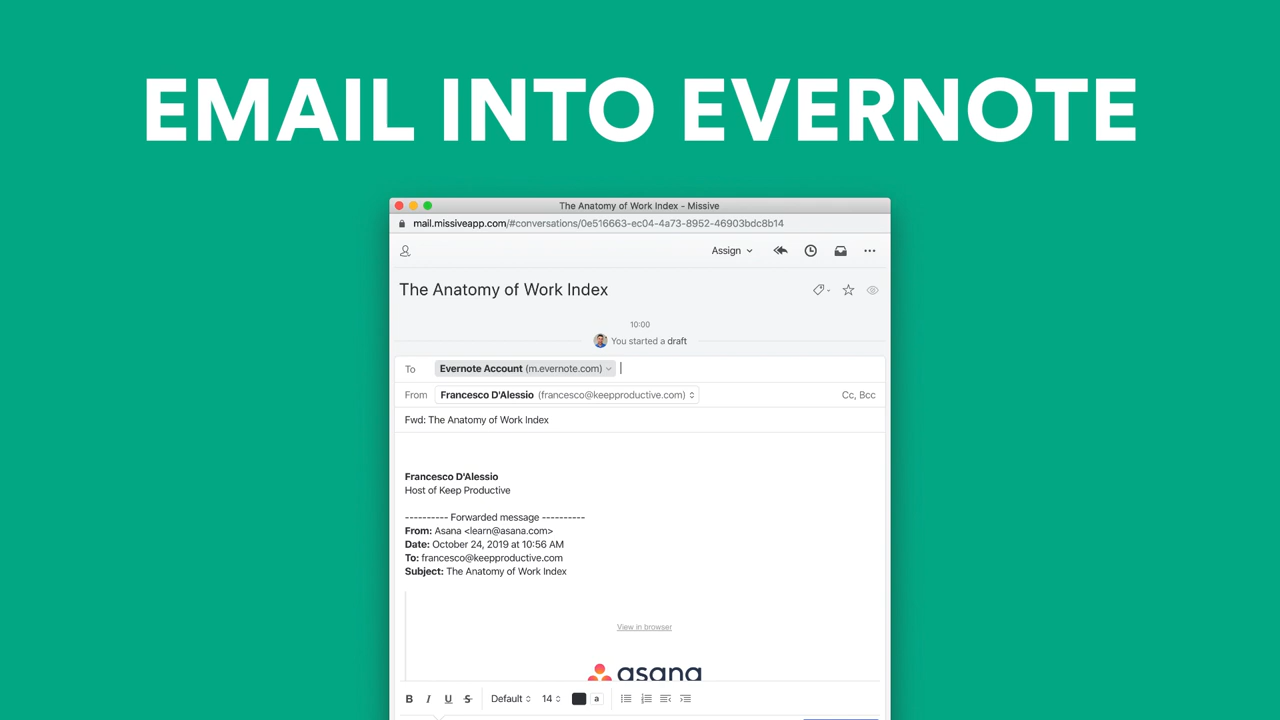 EMAIL INTO EVERNOTE
The Anatomy of Work Index - Missive
mail.missiveapp.com/#conversations/0e516663-ec04-4a73-8952-46903bdc8b14
Assign
The Anatomy of Work Index
10:00
You started a draft
To Evernote Account (m.evernote.com)
From Francesco D'Alessio (francesco@keepproductive.com) Cc, Bcc
Fwd: The Anatomy of Work Index
Francesco D'Alessio
Host of Keep Productive
---------- Forwarded message ----------
From: Asana <learn@asana.com>
Date: October 24, 2019 at 10:56 AM
To: francesco@keepproductive.com
Subject: The Anatomy of Work Index
View in browser
asana
B I U S Default 14 a